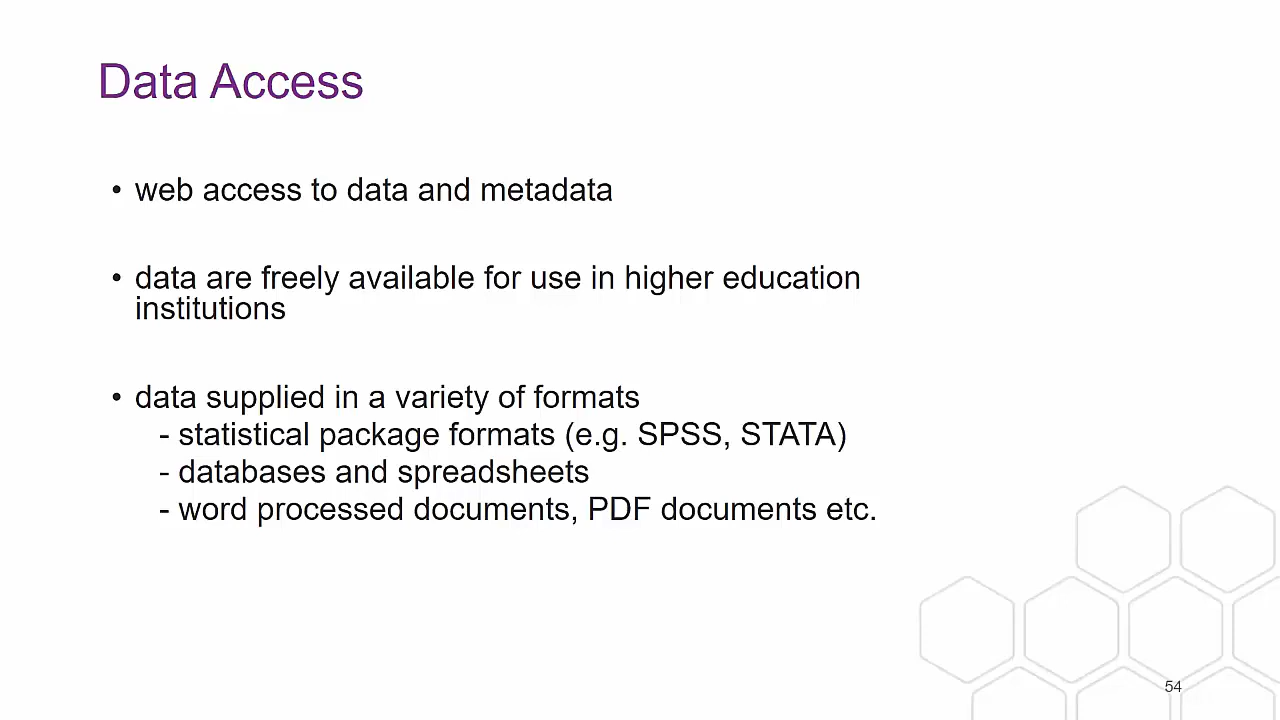 Data Access
• web access to data and metadata
• data are freely available for use in higher education
institutions
• data supplied in a variety of formats
- statistical package formats (e.g. SPSS, STATA)
- databases and spreadsheets
- word processed documents, PDF documents etc.
54